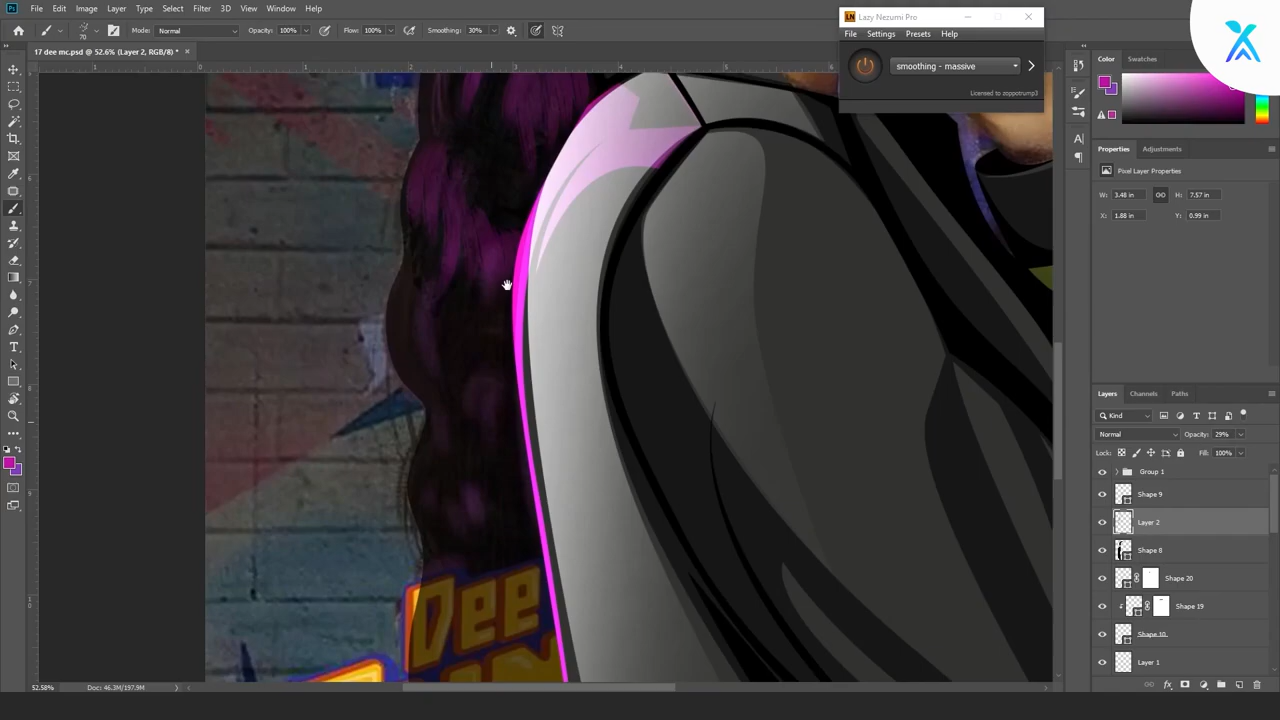 Ps File Edit Image Layer Type Select Filter 3D View Window Help
70 Mode: Normal Opacity: 100% Flow: 100% Smoothing: 30%
17 dee mc.psd @ 52.6% (Layer 2, RGB/8) * ×
LN Lazy Nezumi Pro
File Settings Presets Help
smoothing - massive
Licensed to zoppotrump3
Color Swatches
Properties Adjustments
Pixel Layer Properties
W: 3.48 in H: 7.57 in
X: 1.88 in Y: 0.99 in
Layers Channels Paths
Kind
Normal Opacity: 29%
Lock: Fill: 100%
Group 1
Shape 9
Layer 2
Shape 8
Shape 20
Shape 19
Shape 10
Layer 1
Dee
52.58% Doc: 46.3M/197.9M